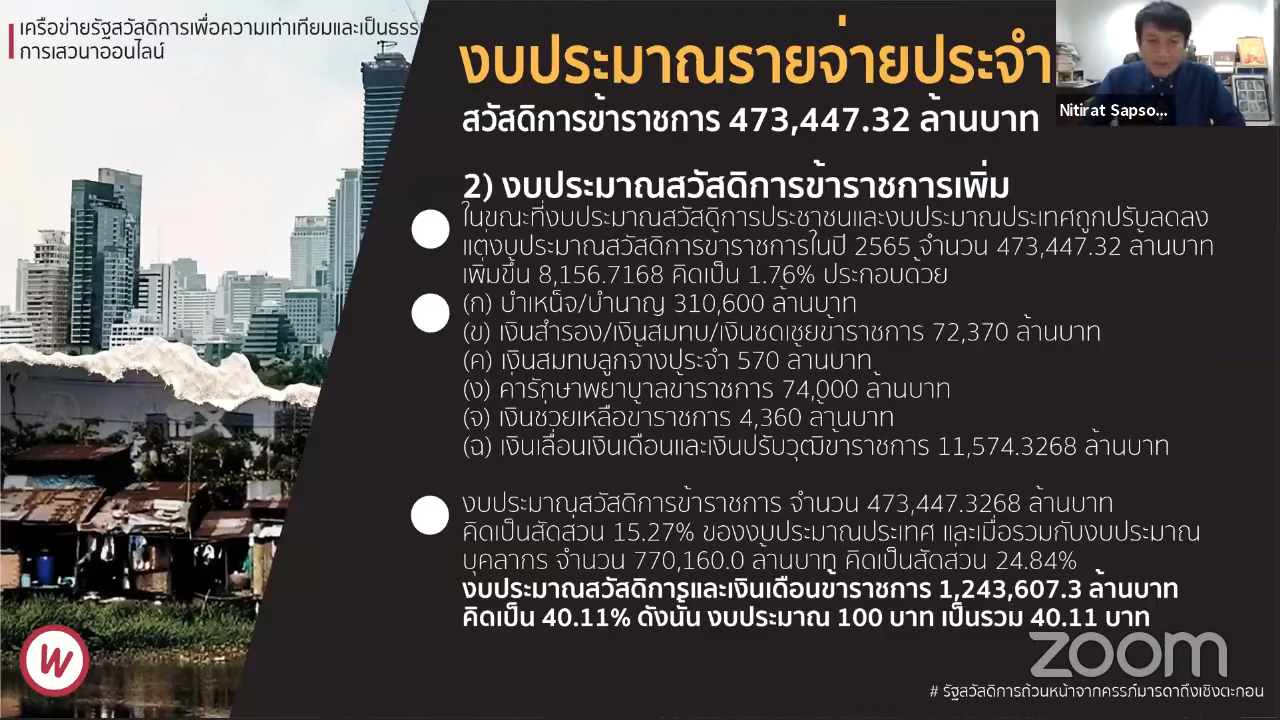 เครือข่ายรัฐสวัสดิการเพื่อความเท่าเทียมและเป็นธรรม
การเสวนาออนไลน์
งบประมาณรายจ่ายประจำ
สวัสดิการข้าราชการ 473,447.32 ล้านบาท
Nitirat Sapso...
2) งบประมาณสวัสดิการข้าราชการเพิ่ม
ในขณะที่งบประมาณสวัสดิการประชาชนและงบประมาณประเทศถูกปรับลดลง
แต่งบประมาณสวัสดิการข้าราชการในปี 2565 จำนวน 473,447.32 ล้านบาท
เพิ่มขึ้น 8,156.7168 คิดเป็น 1.76% ประกอบด้วย
(ก) บำเหน็จ/บำนาญ 310,600 ล้านบาท
(ข) เงินสำรอง/เงินสมทบ/เงินชดเชยข้าราชการ 72,370 ล้านบาท
(ค) เงินสมทบลูกจ้างประจำ 570 ล้านบาท
(ง) ค่ารักษาพยาบาลข้าราชการ 74,000 ล้านบาท
(จ) เงินช่วยเหลือข้าราชการ 4,360 ล้านบาท
(ฉ) เงินเลื่อนเงินเดือนและเงินปรับวุฒิข้าราชการ 11,574.3268 ล้านบาท
งบประมาณสวัสดิการข้าราชการ จำนวน 473,447.3268 ล้านบาท
คิดเป็นสัดส่วน 15.27% ของงบประมาณประเทศ และเมื่อรวมกับงบประมาณ
บุคลากร จำนวน 770,160.0 ล้านบาท คิดเป็นสัดส่วน 24.84%
งบประมาณสวัสดิการและเงินเดือนข้าราชการ 1,243,607.3 ล้านบาท
คิดเป็น 40.11% ดังนั้น งบประมาณ 100 บาท เป็นรวม 40.11 บาท
zoom
W
# รัฐสวัสดิการถ้วนหน้าจากครรภ์มารดาถึงเชิงตะกอน